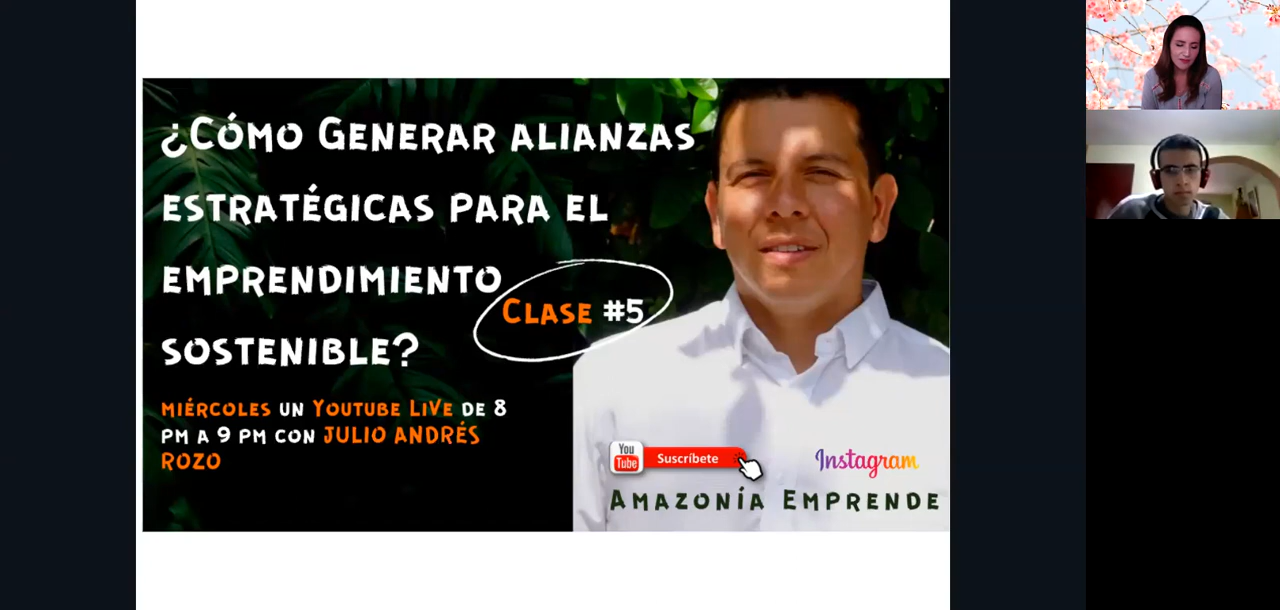 ¿Cómo Generar alianzas
estratégicas para el
emprendimiento
Clase #5
sostenible?
miércoles un Youtube Live de 8
pm a 9 pm con JULIO ANDRÉS
ROZO
You
Tube
Suscríbete
Instagram
Amazonía Emprende